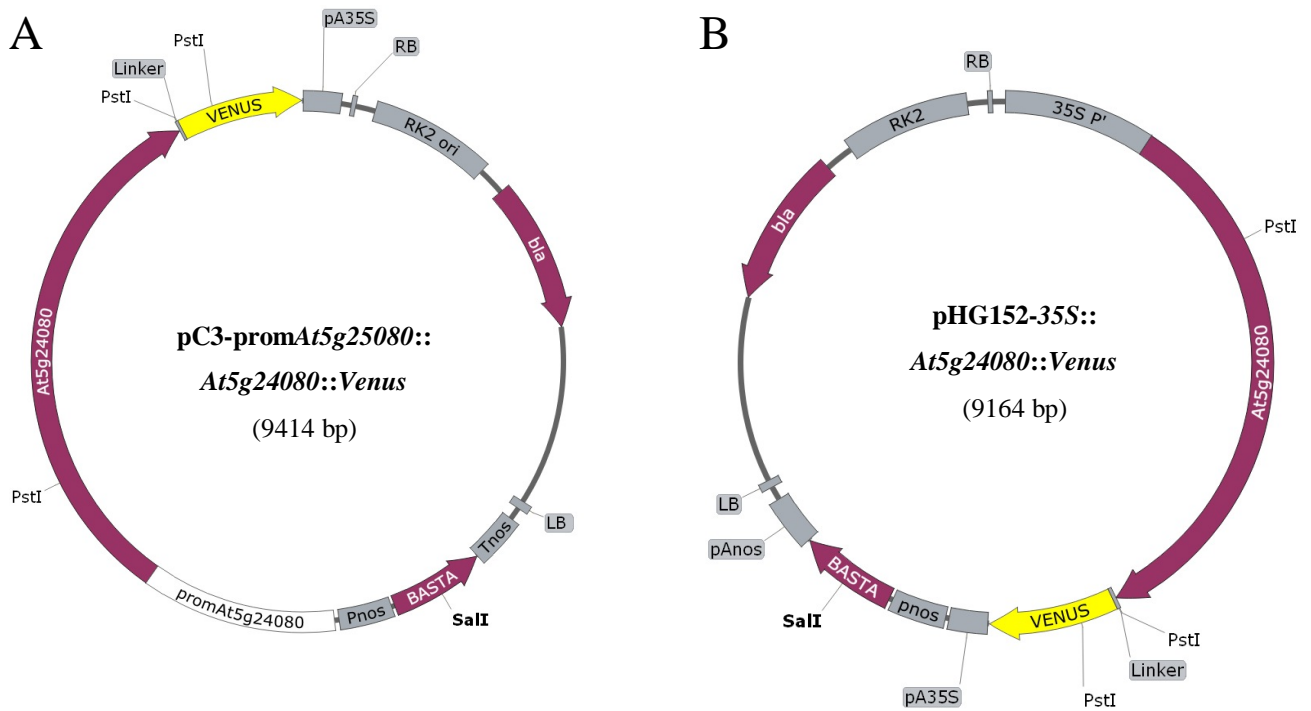 A
pA35S
PstI
RB
Linker
PstI
VENUS
RK2 ori
bla
At5g24080
pC3-promAt5g25080::
At5g24080::Venus
(9414 bp)
PstI
LB
Tnos
BASTA
Pnos
promAt5g24080
SalI
B
RB
35S P'
RK2
bla
PstI
pHG152-35S::
At5g24080::Venus
(9164 bp)
At5g24080
LB
pAnos
BASTA
SalI
pnos
VENUS
PstI
Linker
pA35S
PstI